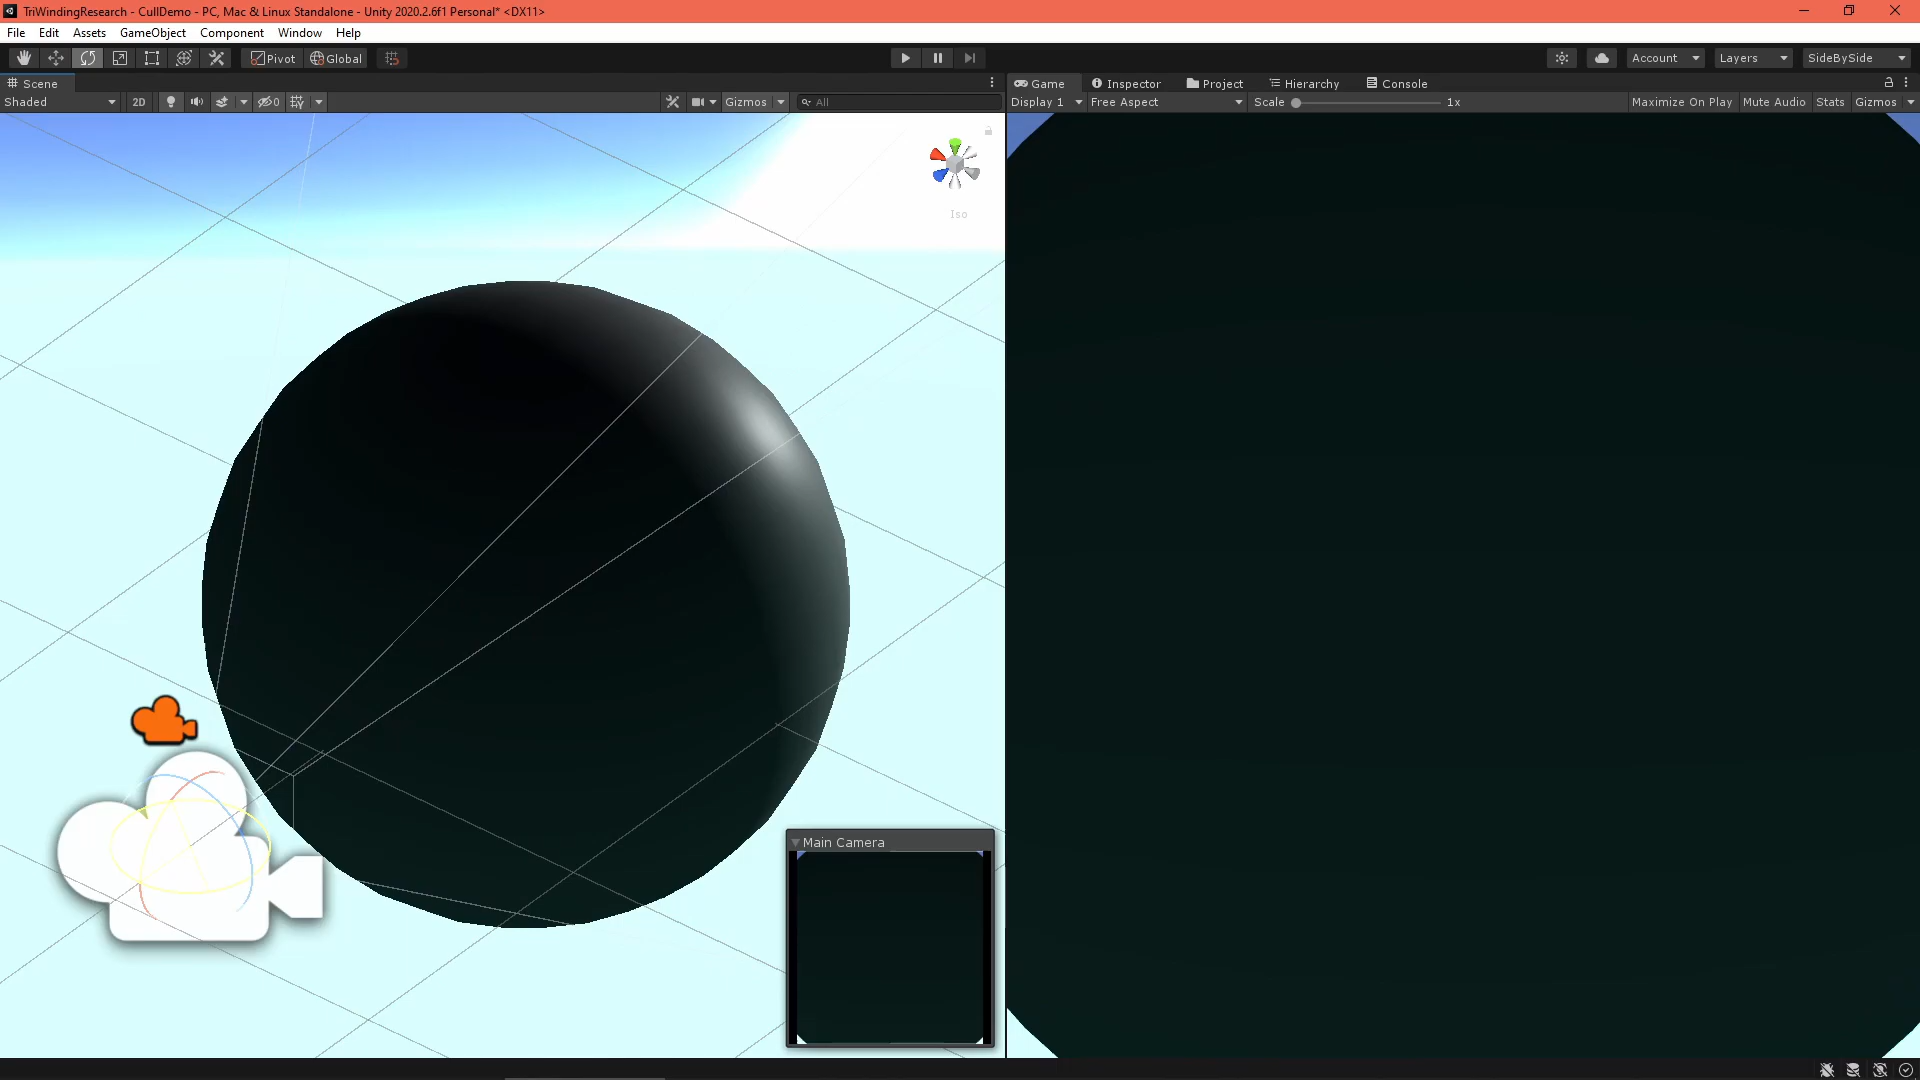 TriWindingResearch - CullDemo - PC, Mac & Linux Standalone - Unity 2020.2.6f1 Personal* <DX11>
File Edit Assets GameObject Component Window Help
Pivot Global Account Layers SideBySide
Scene Game Inspector Project Hierarchy Console
Shaded 2D 0 Gizmos All Display 1 Free Aspect Scale 1x Maximize On Play Mute Audio Stats Gizmos
Iso
Main Camera